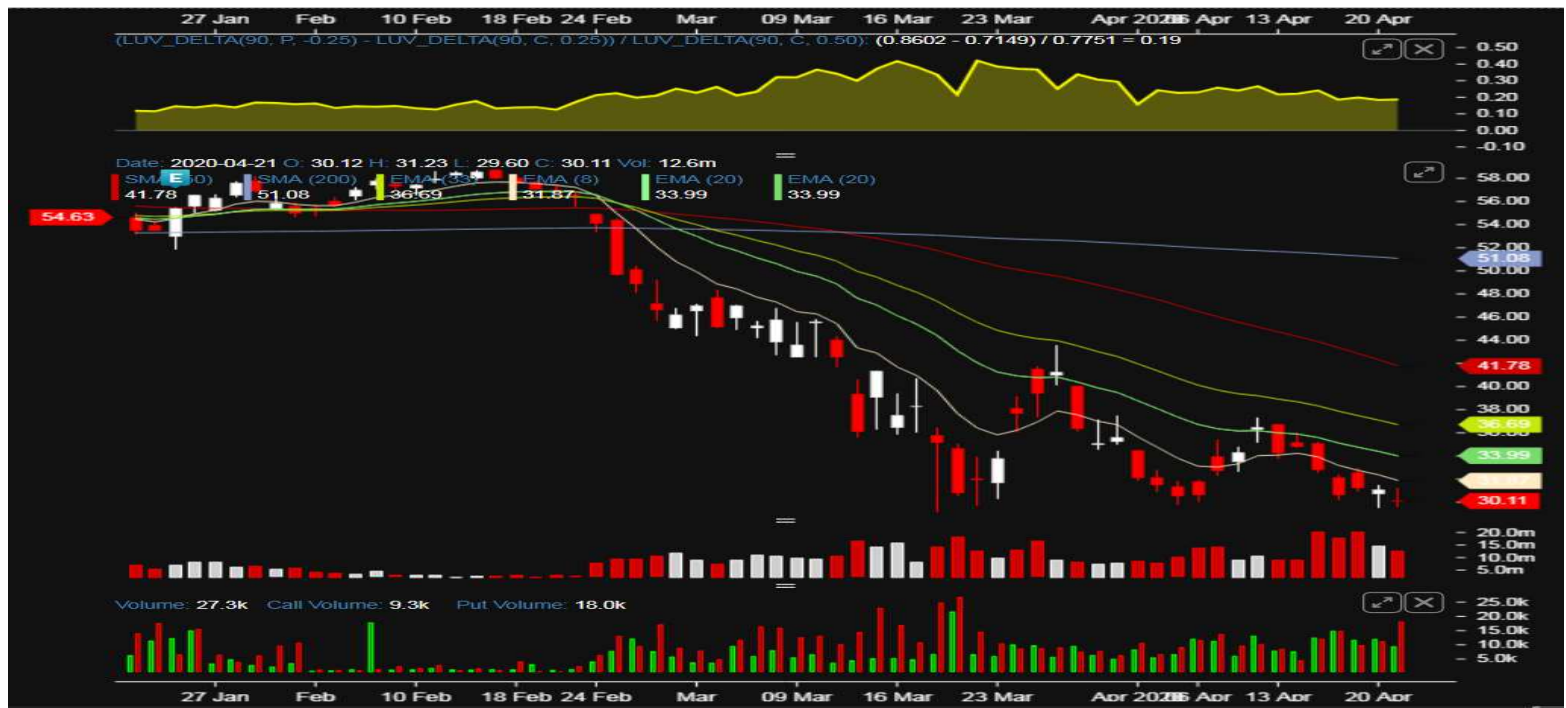 27 Jan Feb 10 Feb 18 Feb 24 Feb Mar 09 Mar 16 Mar 23 Mar Apr 13 Apr 20 Apr
(LUV_DELTA(90, P, -0.25) - LUV_DELTA(90, C, 0.25)) / LUV_DELTA(90, C, 0.50): (0.8602 - 0.7149) / 0.7751 = 0.19
0.50
0.40
0.30
0.20
0.10
0.00
-0.10
Date: 2020-04-21 O: 30.12 H: 31.23 L: 29.60 C: 30.11 Vol: 12.6m
E SMA (200) EMA (33) EMA (8) EMA (20) EMA (20)
41.78 51.08 36.69 31.87 33.99 33.99
58.00
56.00
54.63
54.00
52.00
51.08
50.00
48.00
46.00
44.00
41.78
40.00
38.00
36.69
36.00
33.99
30.11
20.0m
15.0m
10.0m
5.0m
Volume: 27.3k Call Volume: 9.3k Put Volume: 18.0k
25.0k
20.0k
15.0k
10.0k
5.0k
27 Jan Feb 10 Feb 18 Feb 24 Feb Mar 09 Mar 16 Mar 23 Mar Apr 13 Apr 20 Apr